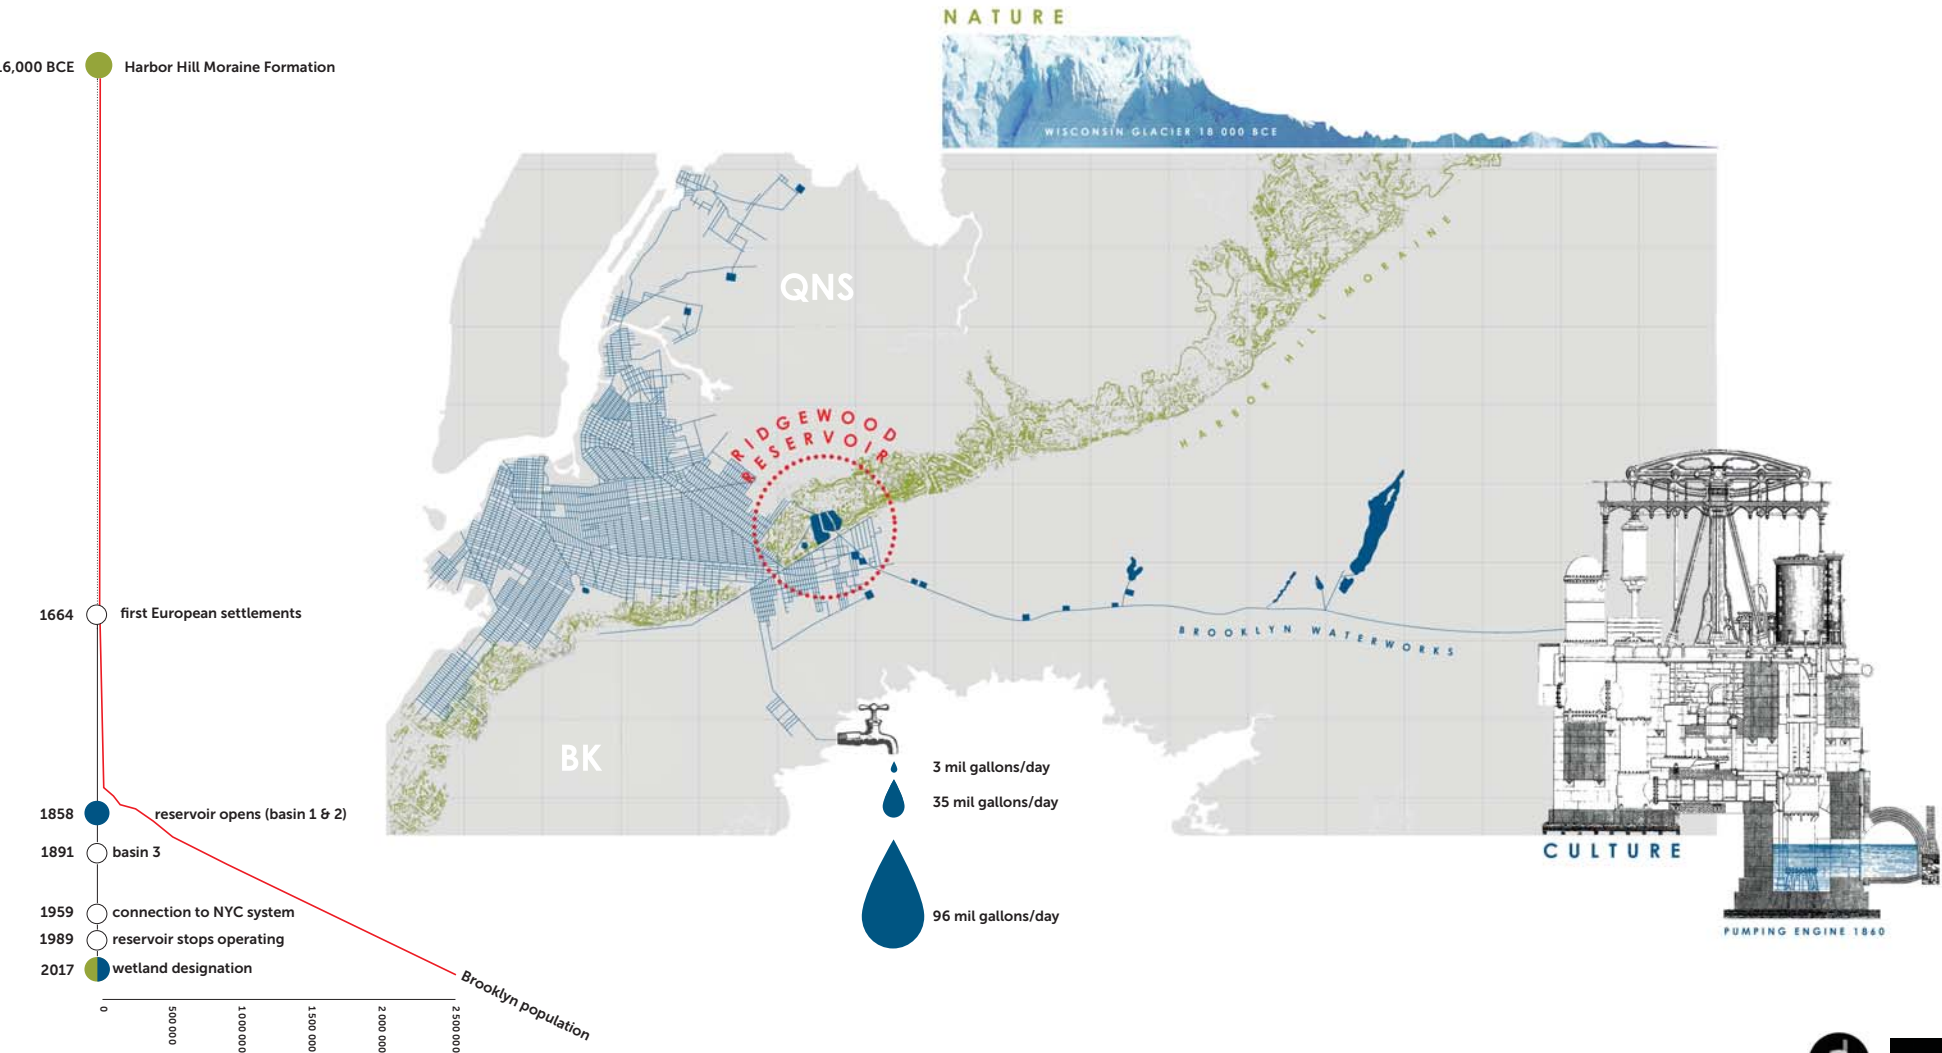 NATURE
16,000 BCE
Harbor Hill Moraine Formation
WISCONSIN GLACIER 18 000 BCE
QNS
HARBOR HILL MORAINE
RIDGEWOOD
RESERVOIR
1664
first European settlements
BROOKLYN WATERWORKS
BK
3 mil gallons/day
35 mil gallons/day
96 mil gallons/day
1858
reservoir opens (basin 1 & 2)
1891
basin 3
CULTURE
1959
connection to NYC system
PUMPING ENGINE 1860
1989
reservoir stops operating
2017
wetland designation
Brooklyn population
0
500 000
1 000 000
1 500 000
2 000 000
2 500 000